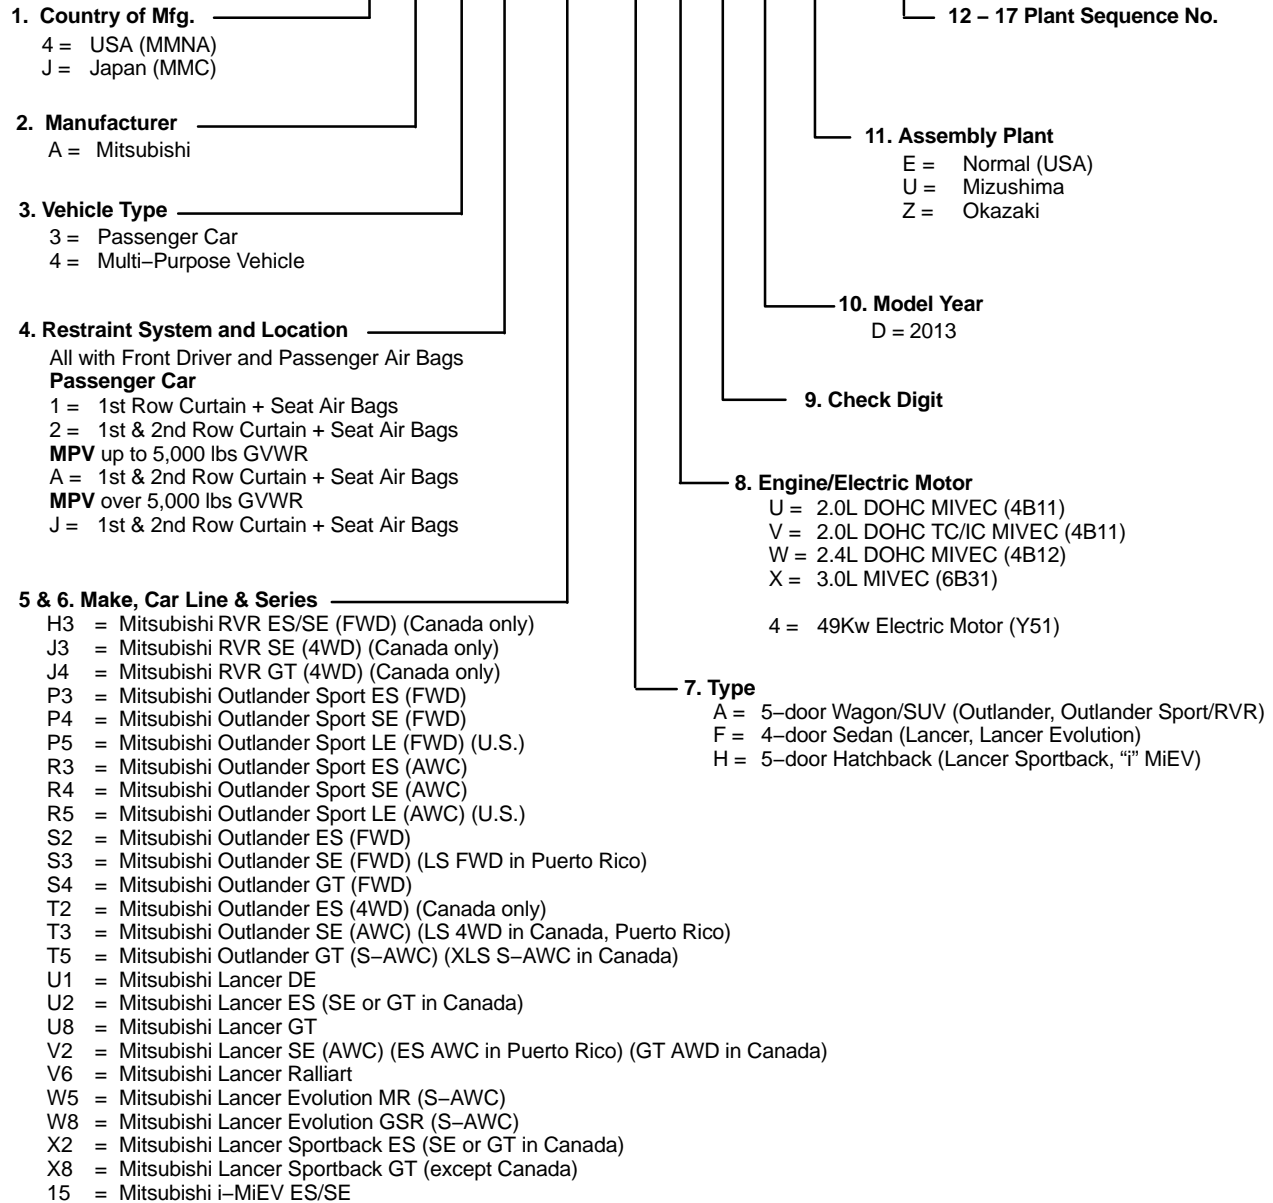 1. Country of Mfg.
4 = USA (MMNA)
J = Japan (MMC)
2. Manufacturer
A = Mitsubishi
3. Vehicle Type
3 = Passenger Car
4 = Multi−Purpose Vehicle
4. Restraint System and Location
All with Front Driver and Passenger Air Bags
Passenger Car
1 = 1st Row Curtain + Seat Air Bags
2 = 1st & 2nd Row Curtain + Seat Air Bags
MPV up to 5,000 lbs GVWR
A = 1st & 2nd Row Curtain + Seat Air Bags
MPV over 5,000 lbs GVWR
J = 1st & 2nd Row Curtain + Seat Air Bags
5 & 6. Make, Car Line & Series
H3 = Mitsubishi RVR ES/SE (FWD) (Canada only)
J3 = Mitsubishi RVR SE (4WD) (Canada only)
J4 = Mitsubishi RVR GT (4WD) (Canada only)
P3 = Mitsubishi Outlander Sport ES (FWD)
P4 = Mitsubishi Outlander Sport SE (FWD)
P5 = Mitsubishi Outlander Sport LE (FWD) (U.S.)
R3 = Mitsubishi Outlander Sport ES (AWC)
R4 = Mitsubishi Outlander Sport SE (AWC)
R5 = Mitsubishi Outlander Sport LE (AWC) (U.S.)
S2 = Mitsubishi Outlander ES (FWD)
S3 = Mitsubishi Outlander SE (FWD) (LS FWD in Puerto Rico)
S4 = Mitsubishi Outlander GT (FWD)
T2 = Mitsubishi Outlander ES (4WD) (Canada only)
T3 = Mitsubishi Outlander SE (AWC) (LS 4WD in Canada, Puerto Rico)
T5 = Mitsubishi Outlander GT (S−AWC) (XLS S−AWC in Canada)
U1 = Mitsubishi Lancer DE
U2 = Mitsubishi Lancer ES (SE or GT in Canada)
U8 = Mitsubishi Lancer GT
V2 = Mitsubishi Lancer SE (AWC) (ES AWC in Puerto Rico) (GT AWD in Canada)
V6 = Mitsubishi Lancer Ralliart
W5 = Mitsubishi Lancer Evolution MR (S−AWC)
W8 = Mitsubishi Lancer Evolution GSR (S−AWC)
X2 = Mitsubishi Lancer Sportback ES (SE or GT in Canada)
X8 = Mitsubishi Lancer Sportback GT (except Canada)
15 = Mitsubishi i−MiEV ES/SE
12 − 17 Plant Sequence No.
11. Assembly Plant
E = Normal (USA)
U = Mizushima
Z = Okazaki
10. Model Year
D = 2013
9. Check Digit
8. Engine/Electric Motor
U = 2.0L DOHC MIVEC (4B11)
V = 2.0L DOHC TC/IC MIVEC (4B11)
W = 2.4L DOHC MIVEC (4B12)
X = 3.0L MIVEC (6B31)
4 = 49Kw Electric Motor (Y51)
7. Type
A = 5−door Wagon/SUV (Outlander, Outlander Sport/RVR)
F = 4−door Sedan (Lancer, Lancer Evolution)
H = 5−door Hatchback (Lancer Sportback, “i” MiEV)